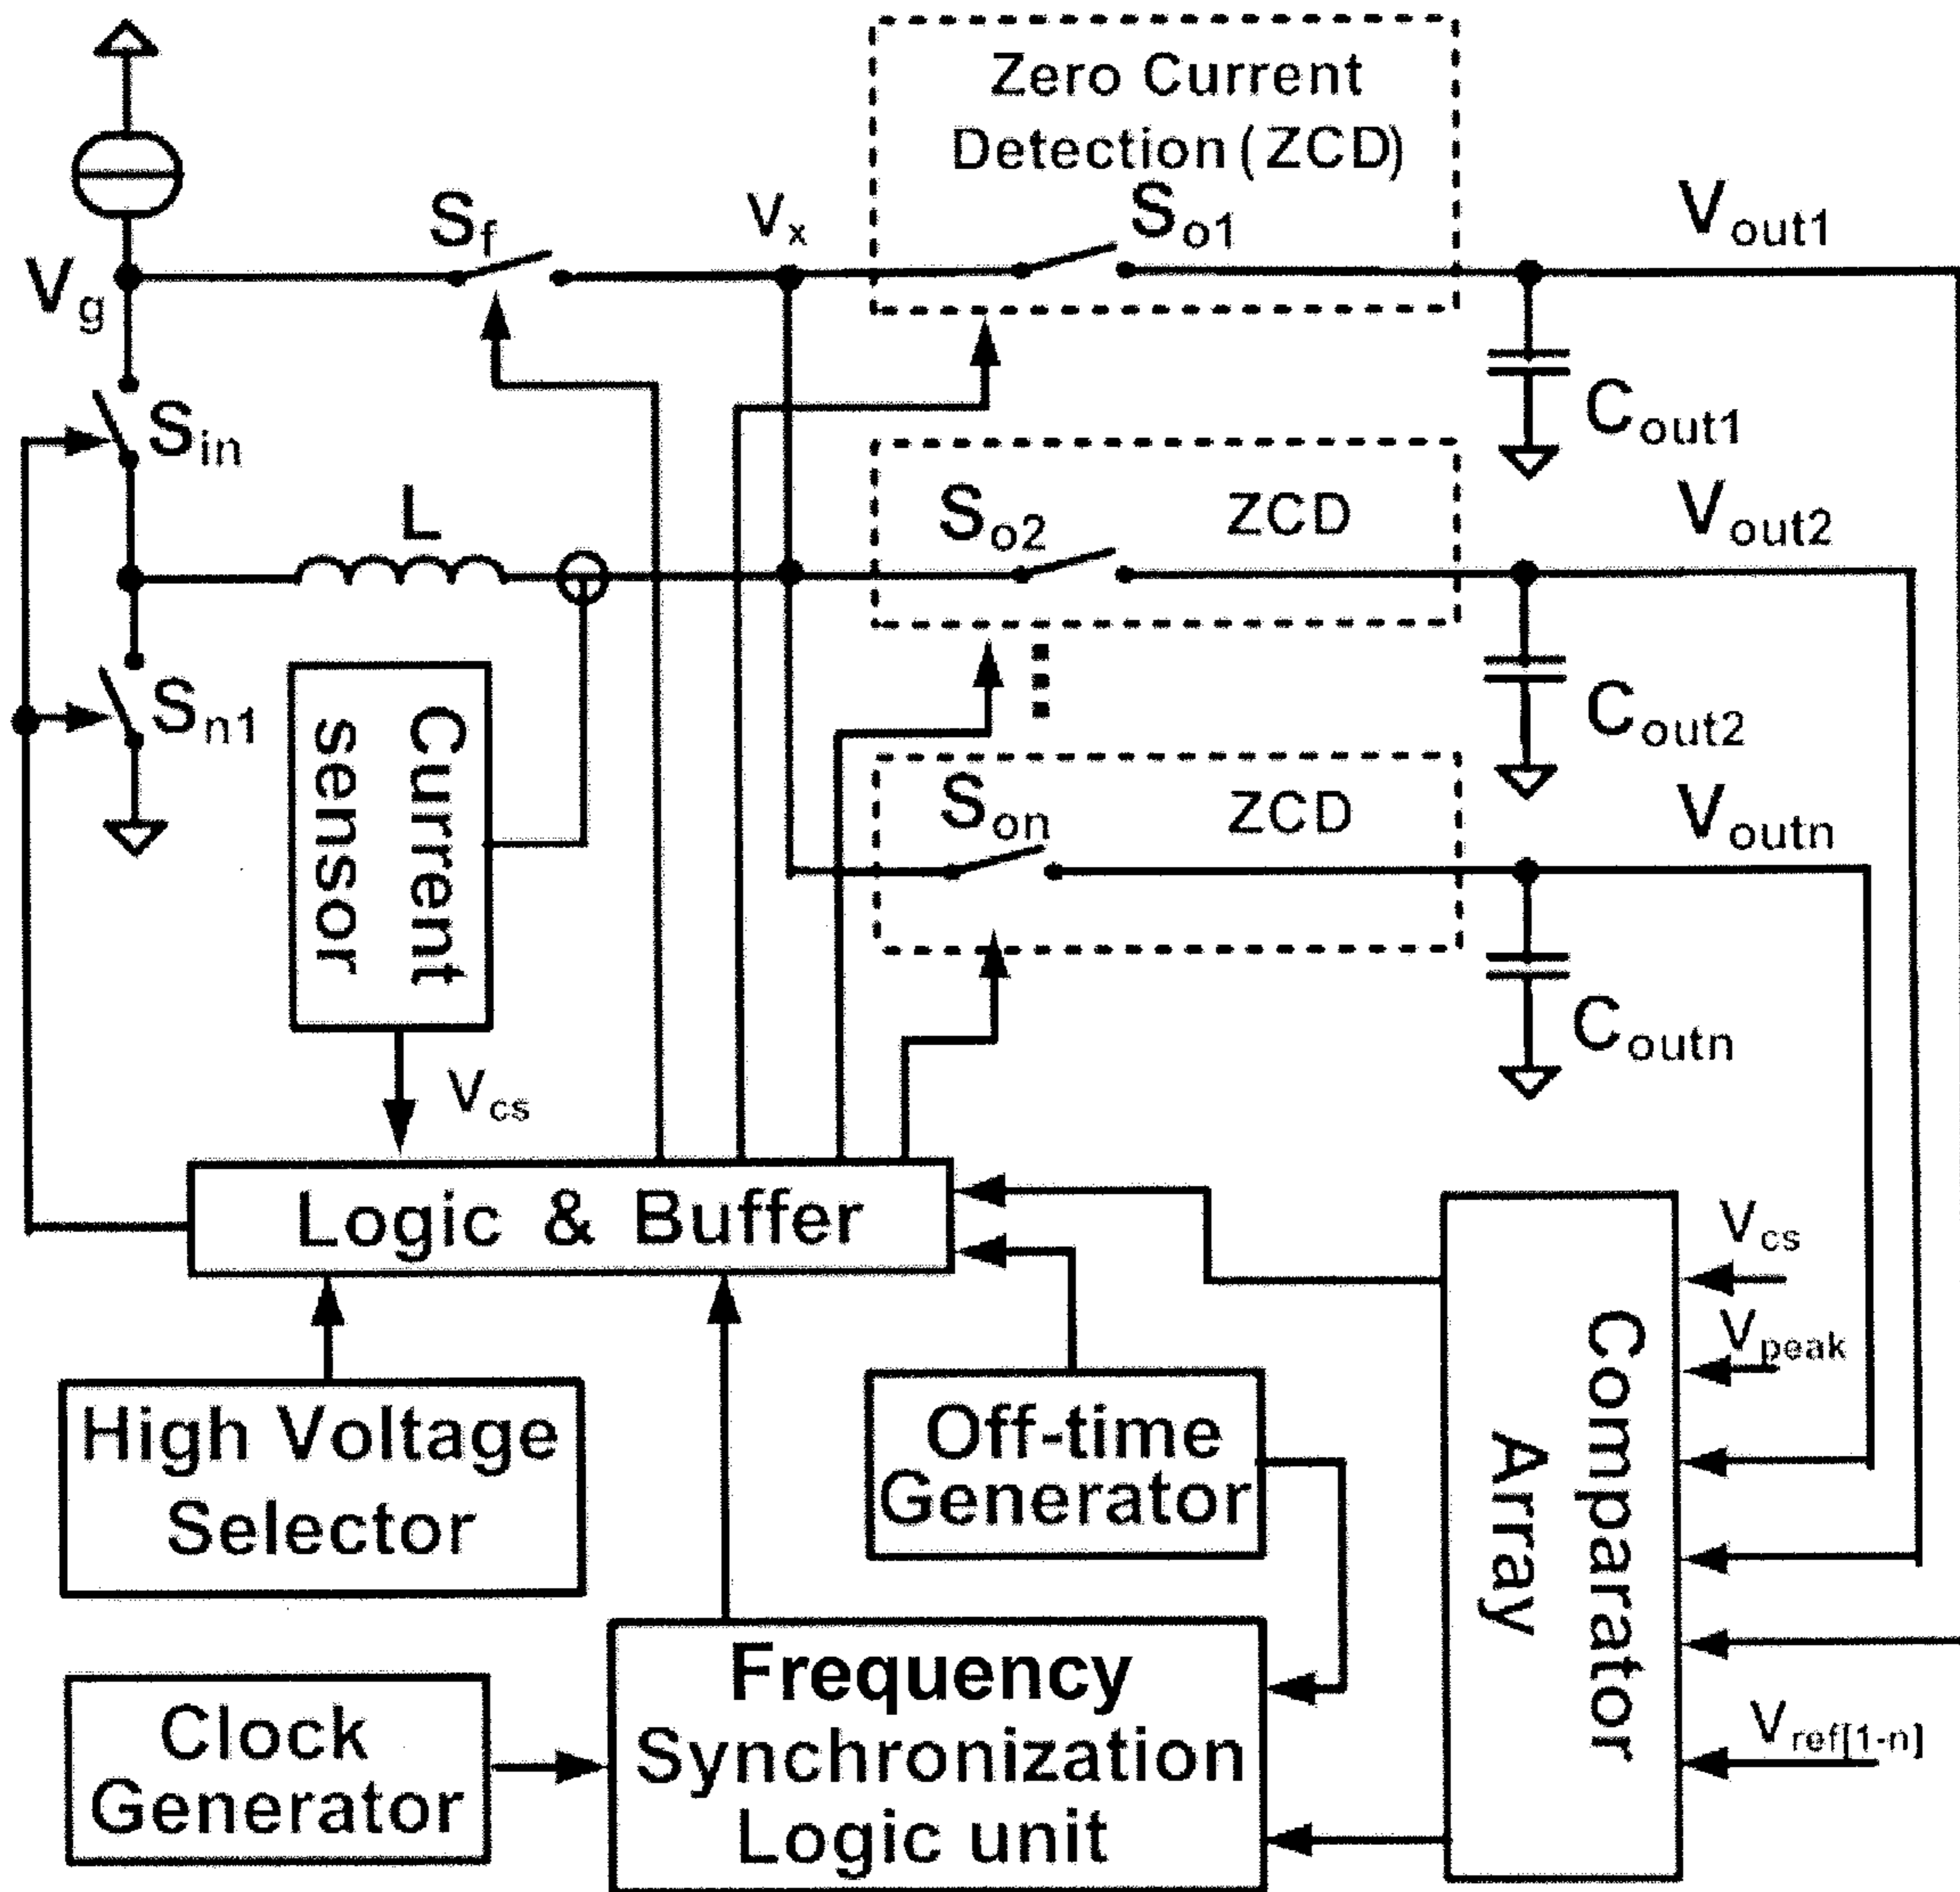 Zero Current
Detection (ZCD)
Sf
Vx
So1
Vout1
Vg
Cout1
Sin
L
So2
ZCD
Vout2
Sn1
Current
sensor
Cout2
Son
ZCD
Voutn
Coutn
Vcs
Logic & Buffer
Vcs
Vpeak
Comparator
Array
High Voltage
Selector
Off-time
Generator
Frequency
Synchronization
Logic unit
Clock
Generator
Vref[1-n]